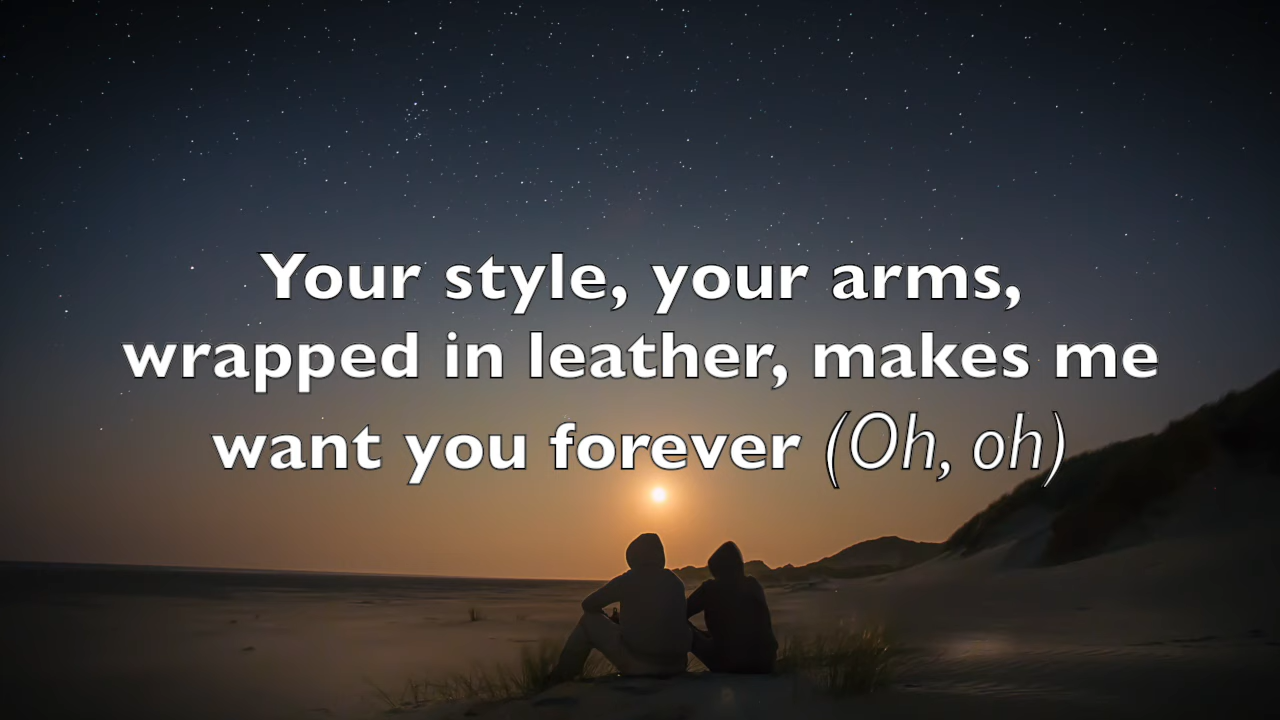 Your style, your arms,
wrapped in leather, makes me
want you forever (Oh, oh)